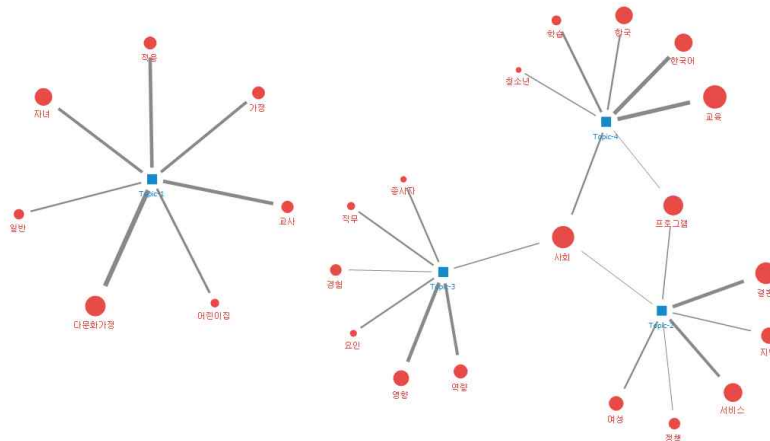 적응
자녀
가정
Topic-1
일반
교사
다문화가정
어린이집
학습
한국
한국어
청소년
교육
Topic-4
종사자
직무
프로그램
사회
경험
Topic-3
요인
영향
역할
Topic-2
여성
서비스
정책